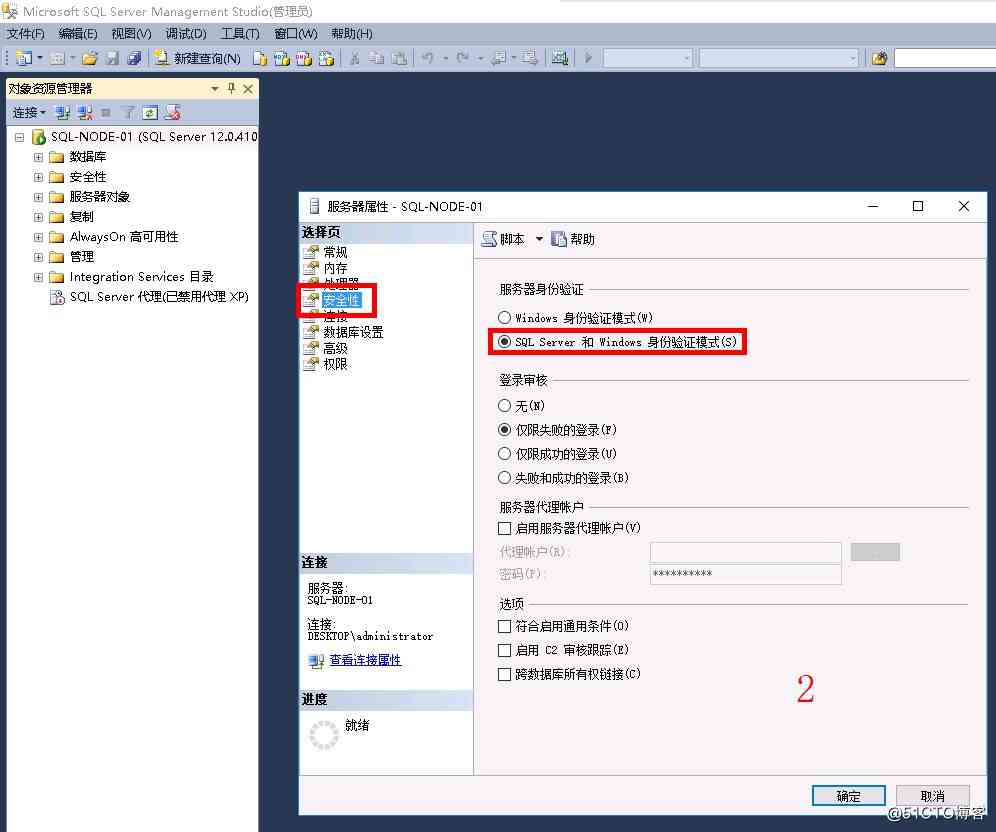 Microsoft SQL Server Management Studio(管理员)
文件(F) 编辑(E) 视图(V) 调试(D) 工具(T) 窗口(W) 帮助(H)
新建查询(N)
对象资源管理器
连接
SQL-NODE-01 (SQL Server 12.0.410
数据库
安全性
服务器对象
复制
AlwaysOn 高可用性
管理
Integration Services 目录
SQL Server 代理(已禁用代理 XP)
服务器属性 - SQL-NODE-01
选择页
常规
内存
处理器
安全性
连接
数据库设置
高级
权限
连接
服务器:
SQL-NODE-01
连接:
DESKTOP\administrator
查看连接属性
进度
就绪
脚本 帮助
服务器身份验证
Windows 身份验证模式(W)
SQL Server 和 Windows 身份验证模式(S)
登录审核
无(N)
仅限失败的登录(F)
仅限成功的登录(U)
失败和成功的登录(B)
服务器代理帐户
启用服务器代理帐户(V)
代理帐户(R):
密码(P): **********
选项
符合启用通用条件(O)
启用 C2 审核跟踪(E)
跨数据库所有权链接(C)
2
确定 取消
@51CTO博客